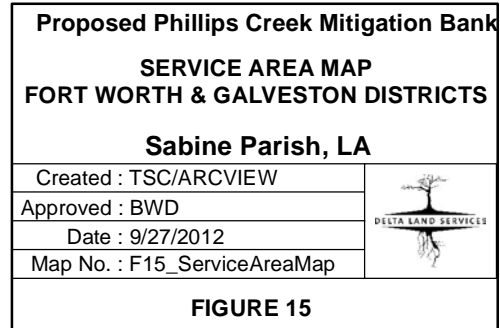 Proposed Phillips Creek Mitigation Bank
SERVICE AREA MAP
FORT WORTH & GALVESTON DISTRICTS
Sabine Parish, LA
Created : TSC/ARCVIEW
Approved : BWD
Date : 9/27/2012
Map No. : F15_ServiceAreaMap
DELTA LAND SERVICES
FIGURE 15